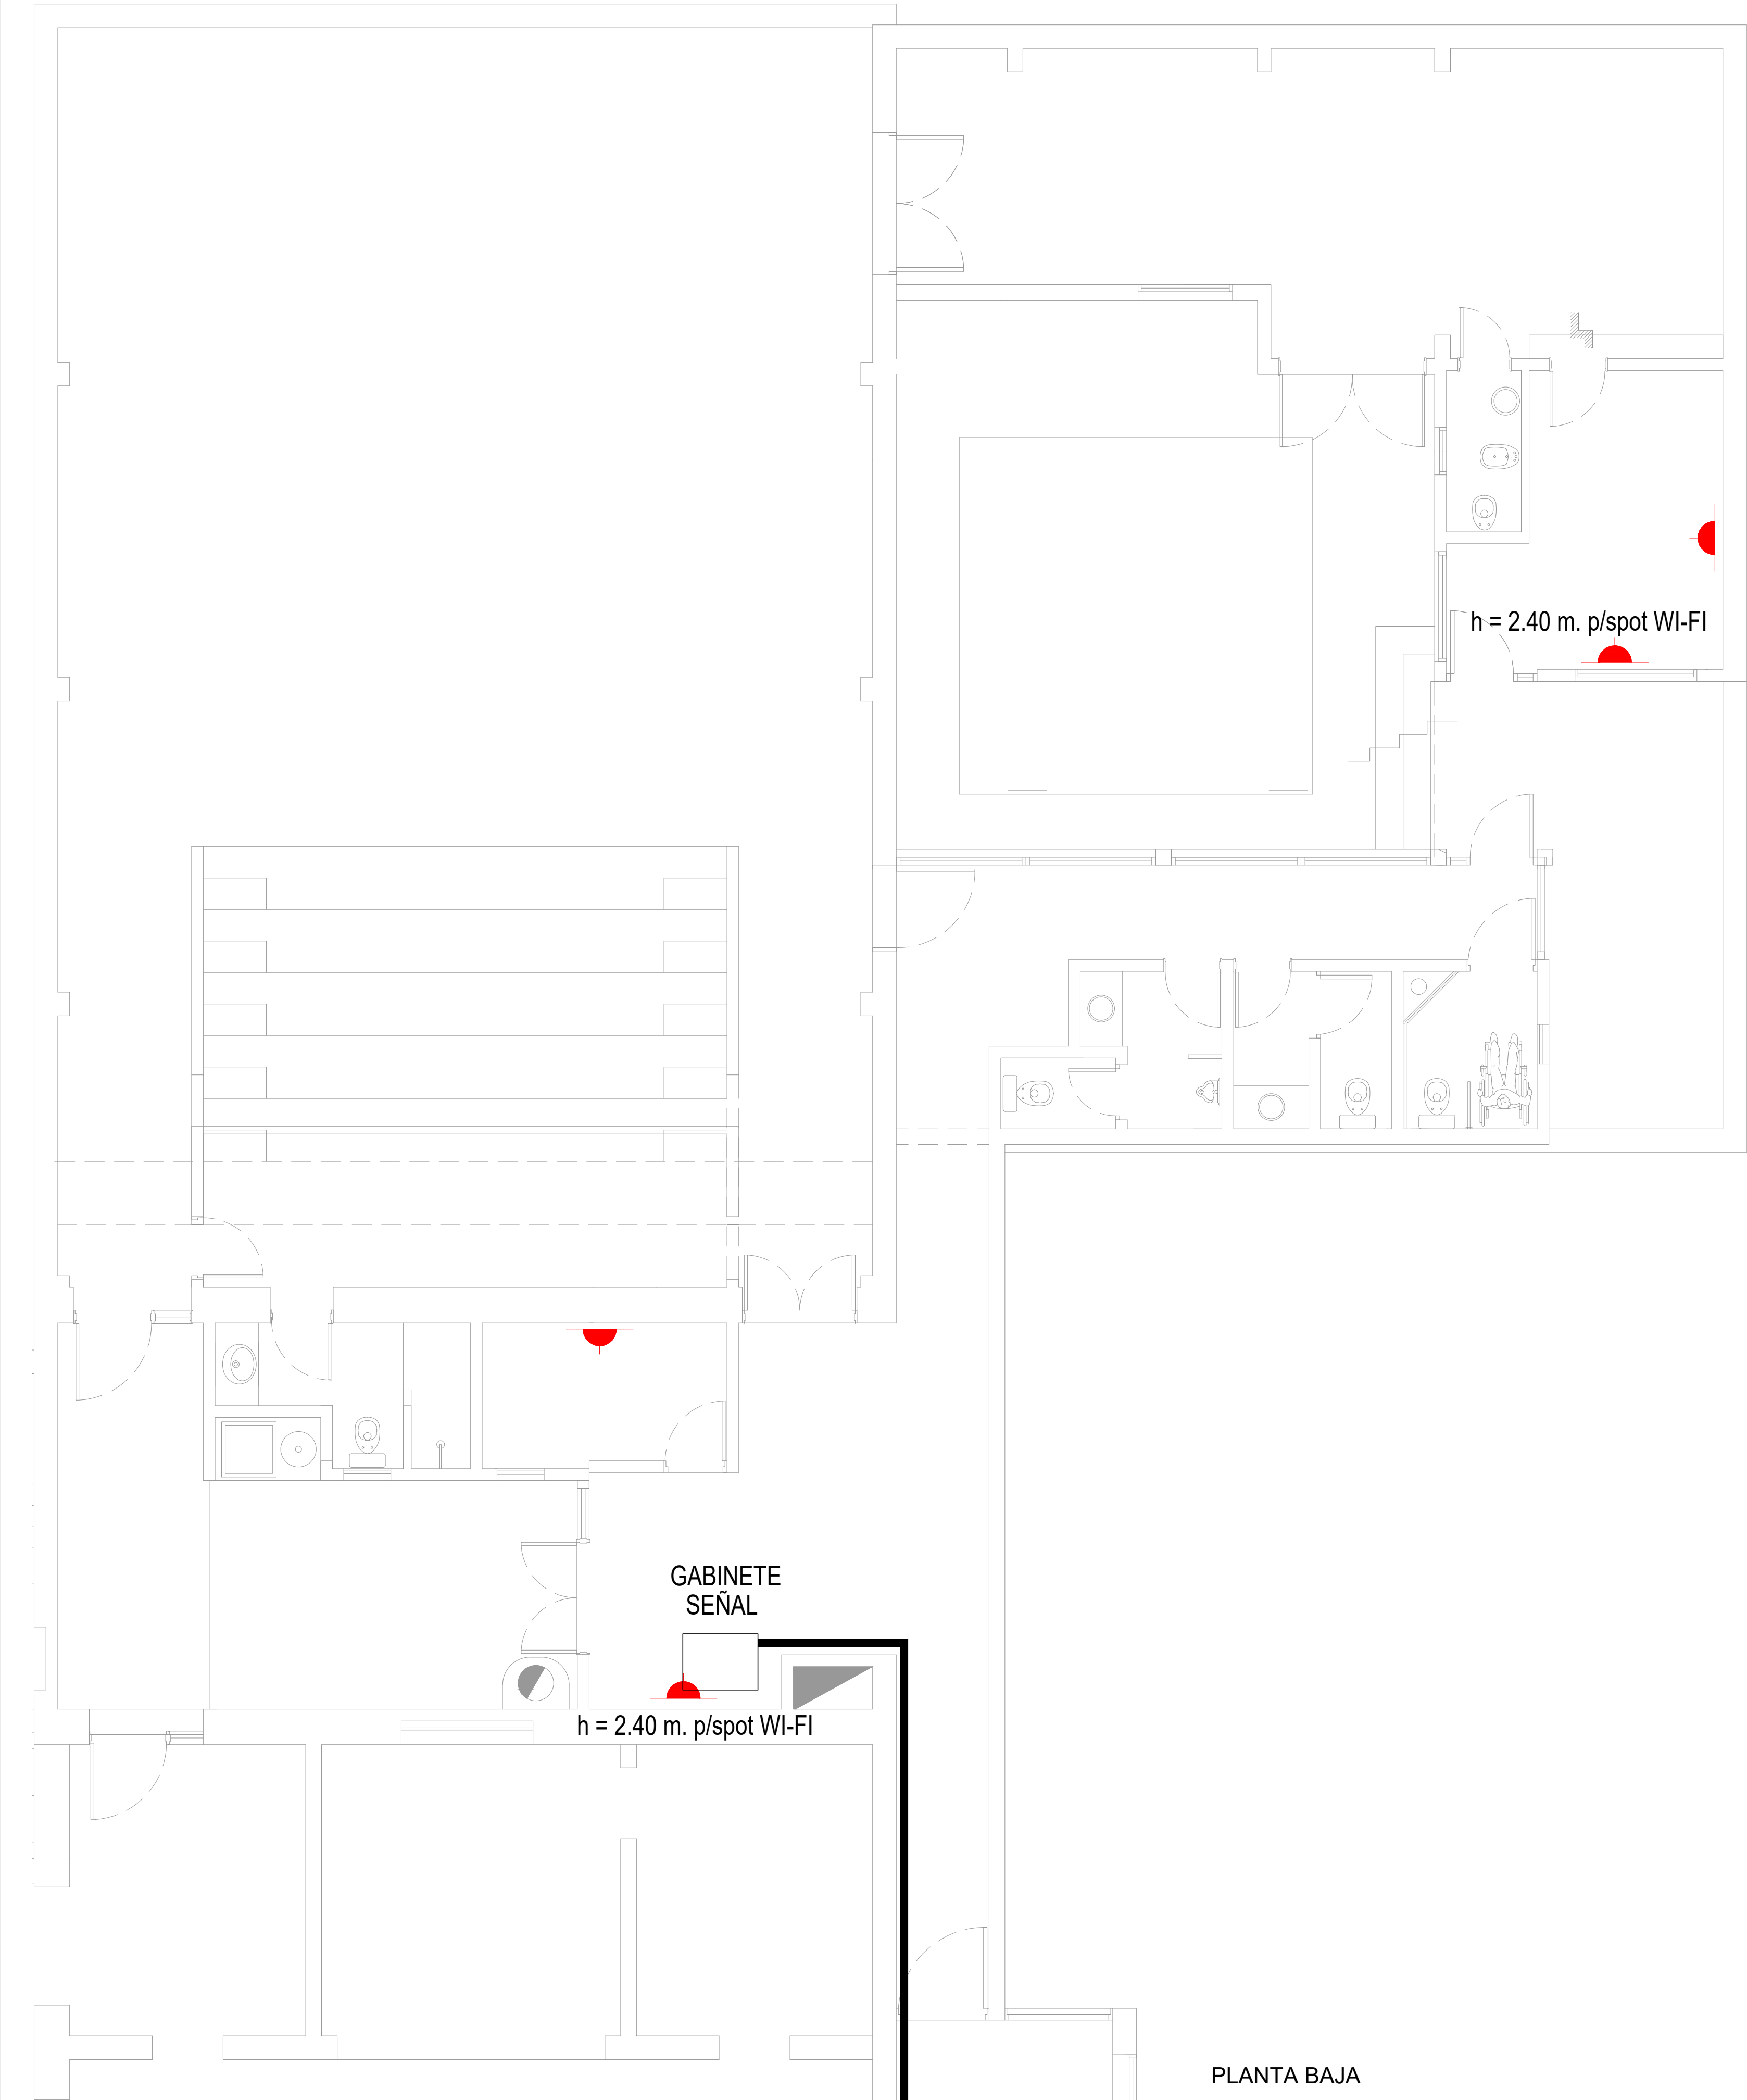 h = 2.40 m. p/spot WI-FI
GABINETE
SEÑAL
h = 2.40 m. p/spot WI-FI
PLANTA BAJA